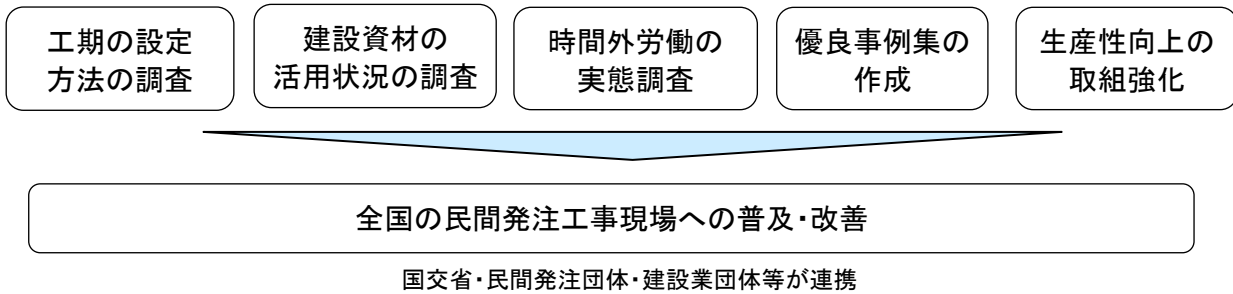 工期の設定
方法の調査
建設資材の
活用状況の調査
時間外労働の
実態調査
優良事例集の
作成
生産性向上の
取組強化
全国の民間発注工事現場への普及・改善
国交省・民間発注団体・建設業団体等が連携